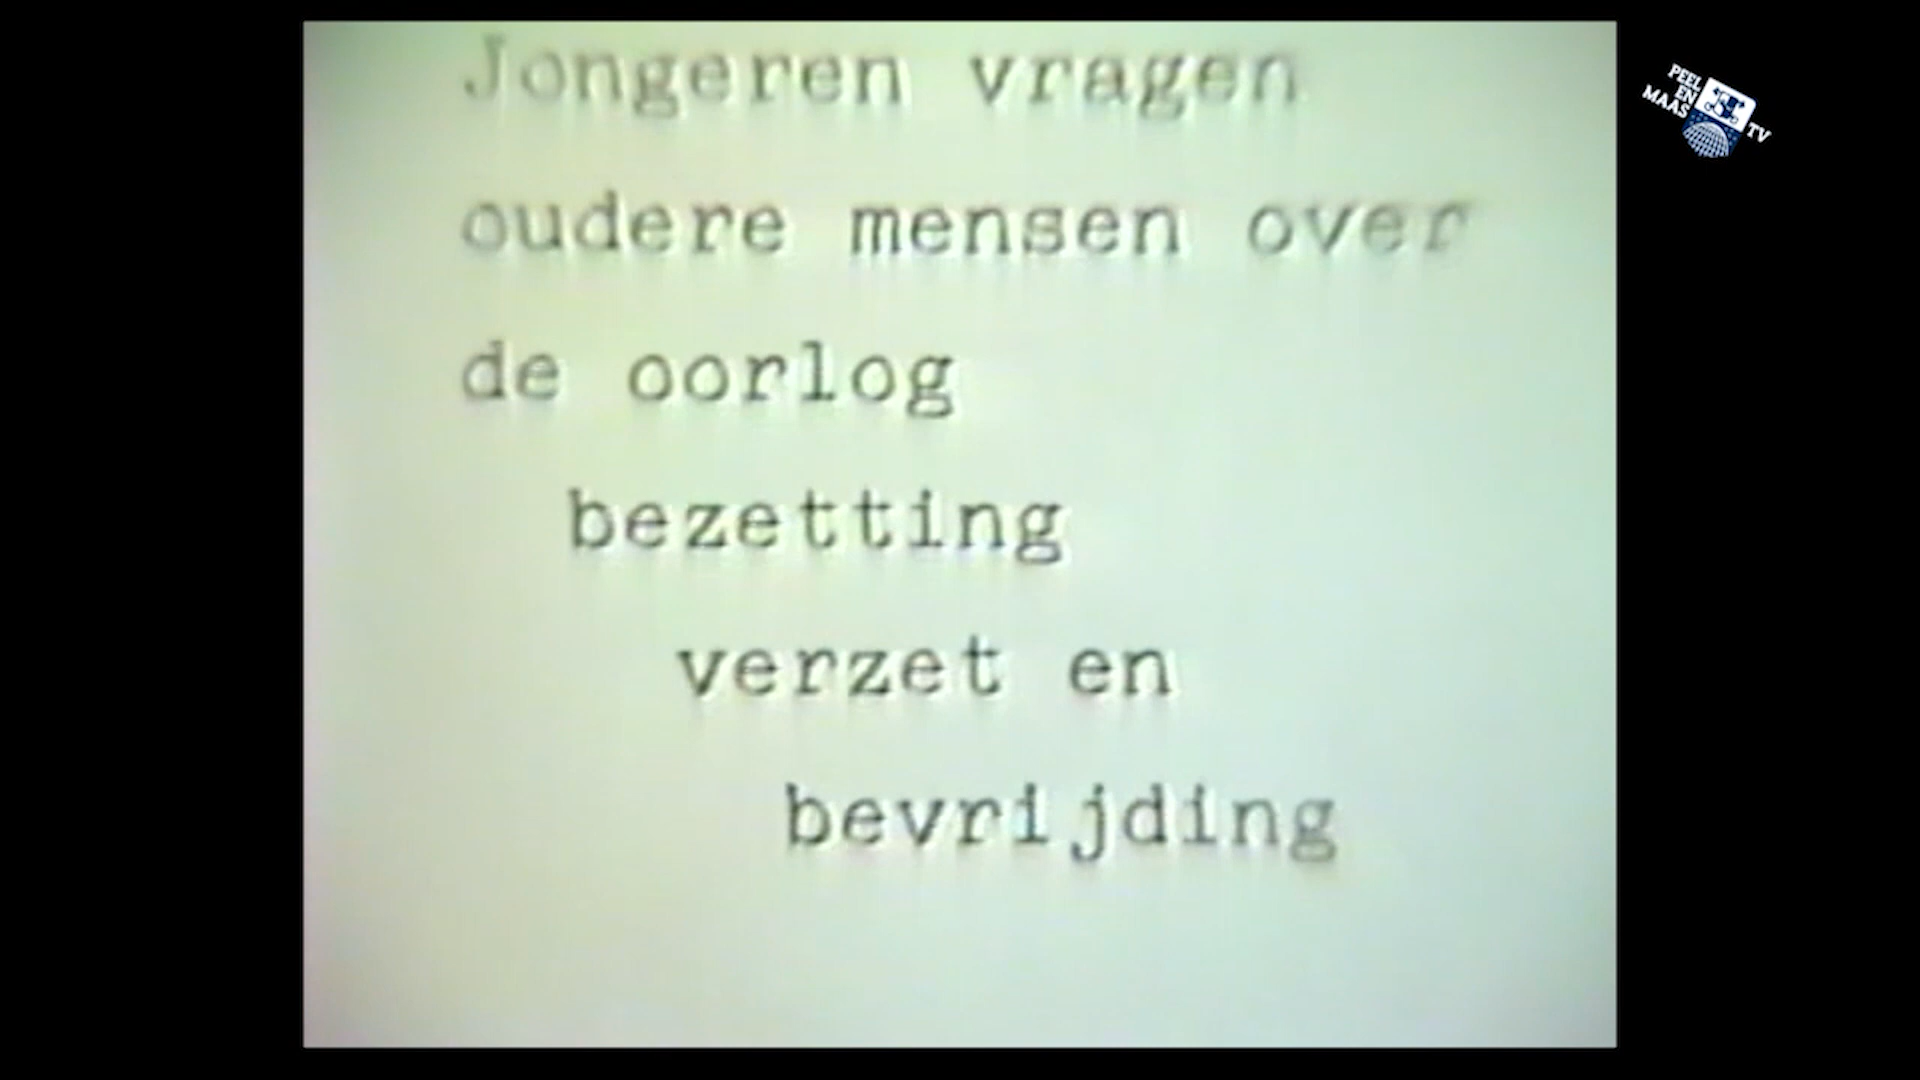 Jongeren vragen
oudere mensen over
de oorlog
bezetting
verzet en
bevrijding
PEEL
EN
MAAS
TV